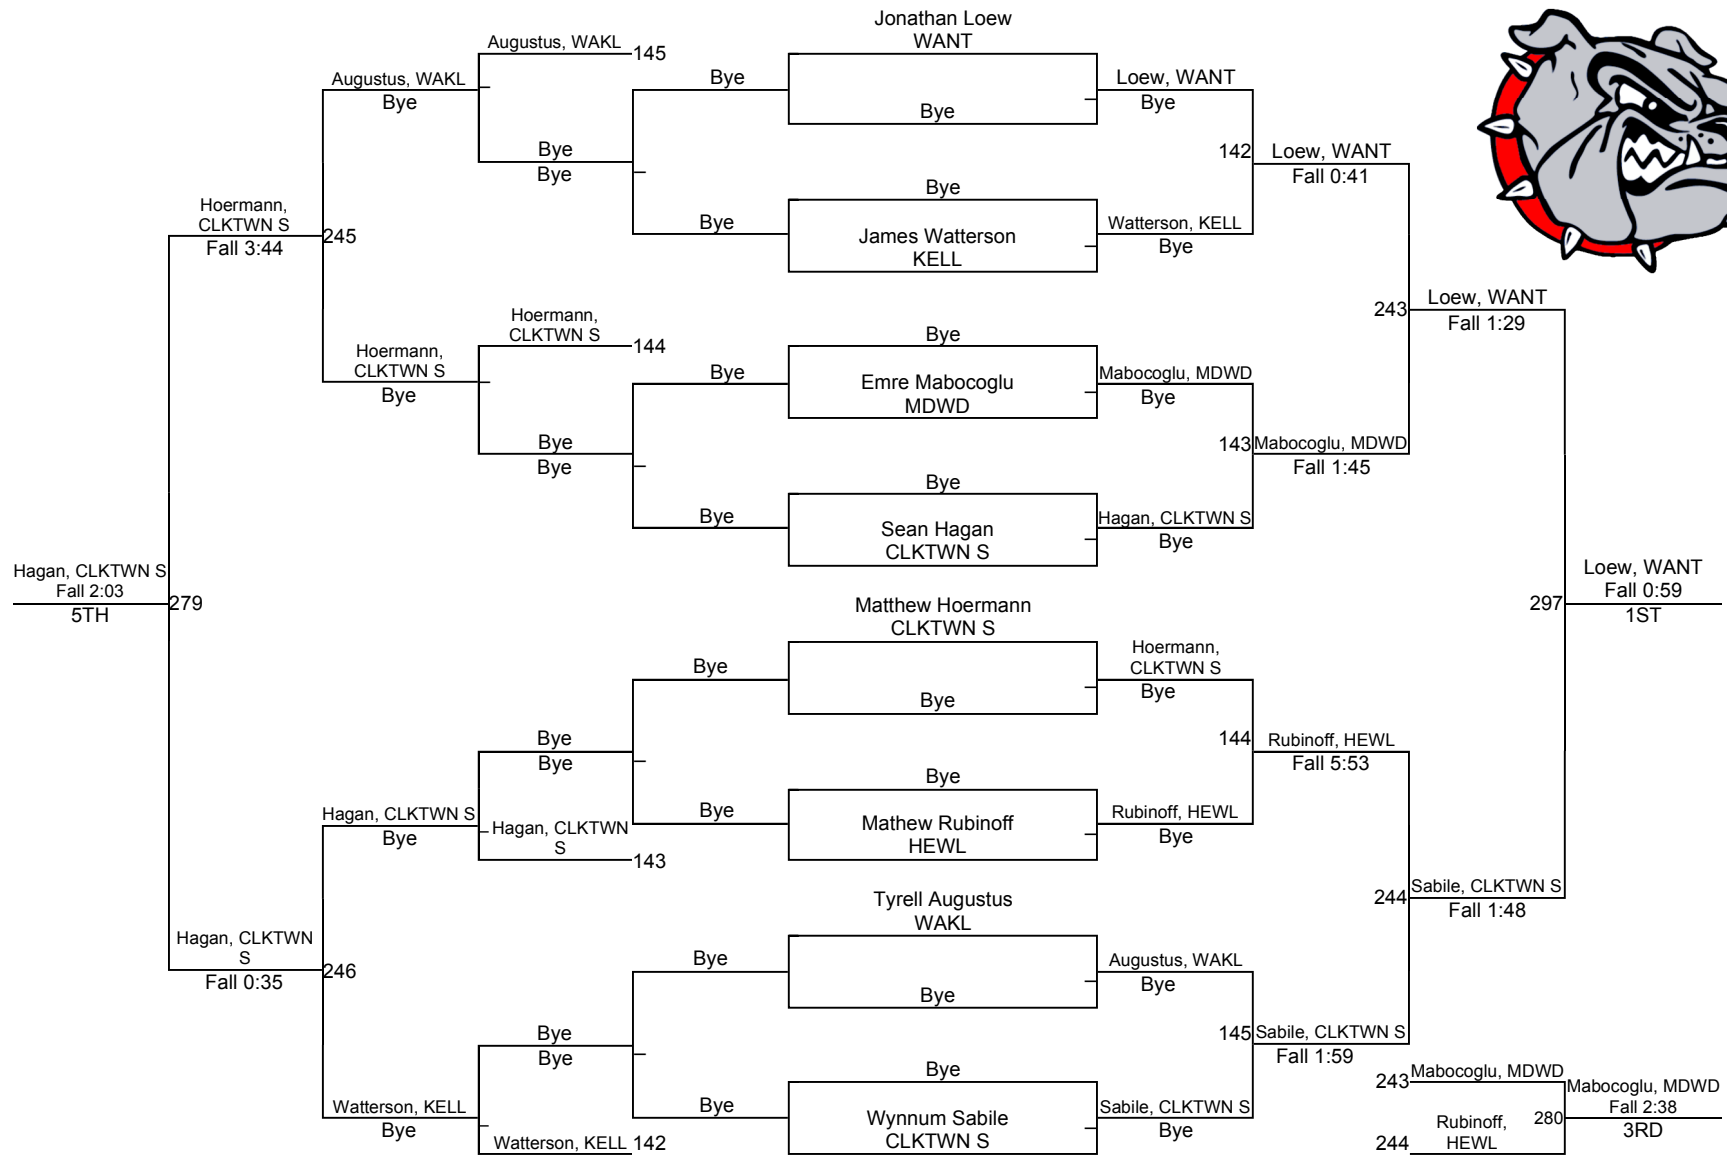 Jonathan Loew
WANT
Augustus, WAKL
145
Augustus, WAKL
Bye
Bye
Bye
Bye
Bye
Loew, WANT
Bye
142
Loew, WANT
Fall 0:41
Bye
Bye
James Watterson
KELL
Watterson, KELL
Bye
Hoermann,
CLKTWN S
Fall 3:44
245
243
Loew, WANT
Fall 1:29
Hoermann,
CLKTWN S
144
Hoermann,
CLKTWN S
Bye
Bye
Bye
Bye
Bye
Emre Mabocoglu
MDWD
Mabocoglu, MDWD
Bye
143
Mabocoglu, MDWD
Fall 1:45
Bye
Bye
Sean Hagan
CLKTWN S
Hagan, CLKTWN S
Bye
Hagan, CLKTWN S
Fall 2:03
5TH
279
297
Loew, WANT
Fall 0:59
1ST
Matthew Hoermann
CLKTWN S
Bye
Bye
Hoermann,
CLKTWN S
Bye
Bye
Bye
144
Rubinoff, HEWL
Fall 5:53
Hagan, CLKTWN S
Bye
Hagan, CLKTWN
S
143
Bye
Bye
Mathew Rubinoff
HEWL
Rubinoff, HEWL
Bye
244
Sabile, CLKTWN S
Fall 1:48
Tyrell Augustus
WAKL
Hagan, CLKTWN
S
Fall 0:35
246
Bye
Bye
Augustus, WAKL
Bye
Bye
Bye
145
Sabile, CLKTWN S
Fall 1:59
Watterson, KELL
Bye
Watterson, KELL
142
Bye
Bye
Wynnum Sabile
CLKTWN S
Sabile, CLKTWN S
Bye
243
Mabocoglu, MDWD
244
Rubinoff,
HEWL
280
Mabocoglu, MDWD
Fall 2:38
3RD